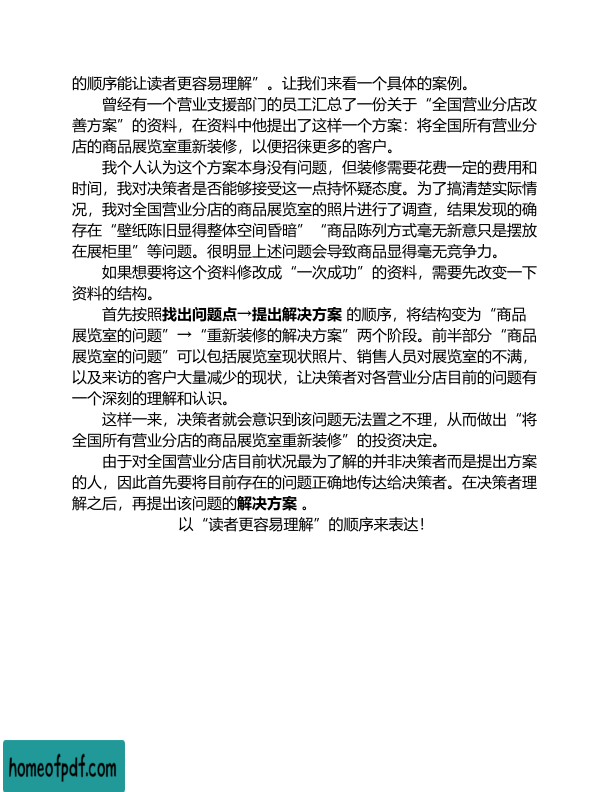 的顺序能让读者更容易理解”。让我们来看一个具体的案例。
曾经有一个营业支援部门的员工汇总了一份关于“全国营业分店改
善方案”的资料，在资料中他提出了这样一个方案：将全国所有营业分
店的商品展览室重新装修，以便招徕更多的客户。
我个人认为这个方案本身没有问题，但装修需要花费一定的费用和
时间，我对决策者是否能够接受这一点持怀疑态度。为了搞清楚实际情
况，我对全国营业分店的商品展览室的照片进行了调查，结果发现的确
存在“壁纸陈旧显得整体空间昏暗”“商品陈列方式毫无新意只是摆放
在展柜里”等问题。很明显上述问题会导致商品显得毫无竞争力。
如果想要将这个资料修改成“一次成功”的资料，需要先改变一下
资料的结构。
首先按照找出问题点→提出解决方案 的顺序，将结构变为“商品
展览室的问题”→“重新装修的解决方案”两个阶段。前半部分“商品
展览室的问题”可以包括展览室现状照片、销售人员对展览室的不满，
以及来访的客户大量减少的现状，让决策者对各营业分店目前的问题有
一个深刻的理解和认识。
这样一来，决策者就会意识到该问题无法置之不理，从而做出“将
全国所有营业分店的商品展览室重新装修”的投资决定。
由于对全国营业分店目前状况最为了解的并非决策者而是提出方案
的人，因此首先要将目前存在的问题正确地传达给决策者。在决策者理
解之后，再提出该问题的解决方案 。
以“读者更容易理解”的顺序来表达！
homeofpdf.com